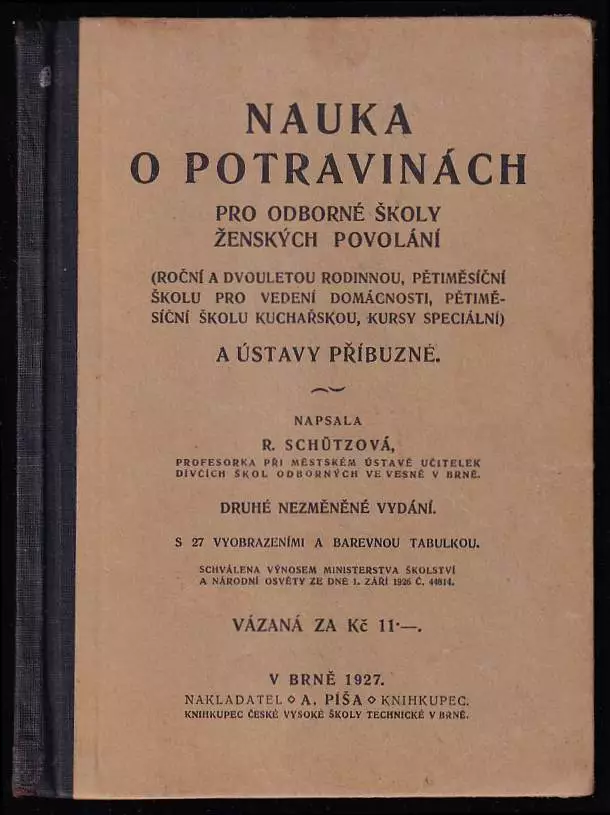 NAUKA
O POTRAVINÁCH
PRO ODBORNÉ ŠKOLY
ŽENSKÝCH POVOLÁNÍ
(ROČNÍ A DVOULETOU RODINNOU, PĚTIMĚSÍČNÍ
ŠKOLU PRO VEDENÍ DOMÁCNOSTI, PĚTIMĚ-
SÍČNÍ ŠKOLU KUCHAŘSKOU, KURSY SPECIÁLNÍ)
A ÚSTAVY PŘÍBUZNÉ.
NAPSALA
R. SCHÜTZOVÁ,
PROFESORKA PŘI MĚSTSKÉM ÚSTAVĚ UČITELEK
DÍVČÍCH ŠKOL ODBORNÝCH VE VESNĚ V BRNĚ.
DRUHÉ NEZMĚNĚNÉ VYDÁNÍ.
S 27 VYOBRAZENÍMI A BAREVNOU TABULKOU.
SCHVÁLENA VÝNOSEM MINISTERSTVA ŠKOLSTVÍ
A NÁRODNÍ OSVĚTY ZE DNE 1. ZÁŘÍ 1926 Č. 44814.
VÁZANÁ ZA Kč 11·—.
V BRNĚ 1927.
NAKLADATEL ◇ A. PÍŠA ◇ KNIHKUPEC.
KNIHKUPEC ČESKÉ VYSOKÉ ŠKOLY TECHNICKÉ V BRNĚ.